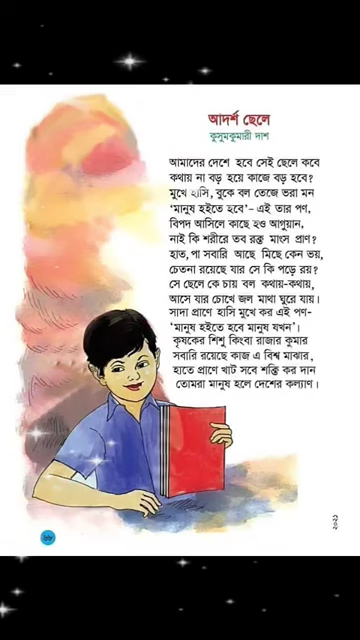 আদর্শ ছেলে
কুসুমকুমারী দাশ
আমাদের দেশে হবে সেই ছেলে কবে
কথায় না বড় হয়ে কাজে বড় হবে?
মুখে হাসি, বুকে বল তেজে ভরা মন
‘মানুষ হইতে হবে’– এই তার পণ,
বিপদ আসিলে কাছে হও আগুয়ান,
নাই কি শরীরে তব রক্ত মাংস প্রাণ?
হাত, পা সবারি আছে মিছে কেন ভয়,
চেতনা রয়েছে যার সে কি পড়ে রয়?
সে ছেলে কে চায় বল কথায়-কথায়,
আসে যার চোখে জল মাথা ঘুরে যায়।
সাদা প্রাণে হাসি মুখে কর এই পণ–
‘মানুষ হইতে হবে মানুষ যখন’।
কৃষকের শিশু কিংবা রাজার কুমার
সবারি রয়েছে কাজ এ বিশ্ব মাঝার,
হাতে প্রাণে খাট সবে শক্তি কর দান
তোমরা মানুষ হলে দেশের কল্যাণ।
৬৮
২০২১